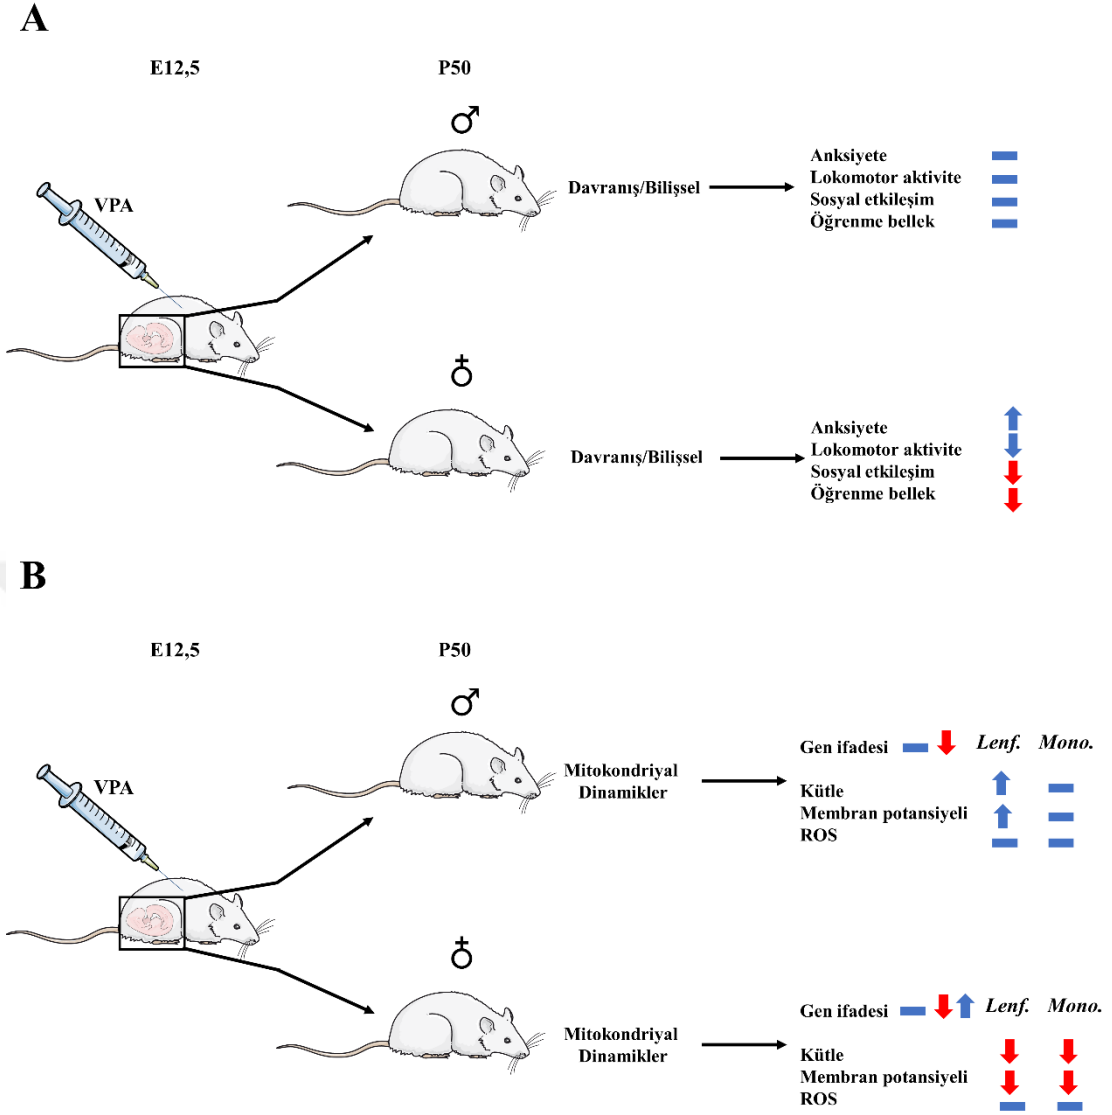 A
E12,5 P50
♂
VPA
Davranış/Bilişsel
Anksiyete
Lokomotor aktivite
Sosyal etkileşim
Öğrenme bellek
♀
Davranış/Bilişsel
Anksiyete
Lokomotor aktivite
Sosyal etkileşim
Öğrenme bellek
B
E12,5 P50
♂
VPA
Mitokondriyal
Dinamikler
Gen ifadesi Lenf. Mono.
Kütle
Membran potansiyeli
ROS
♀
Mitokondriyal
Dinamikler
Gen ifadesi Lenf. Mono.
Kütle
Membran potansiyeli
ROS